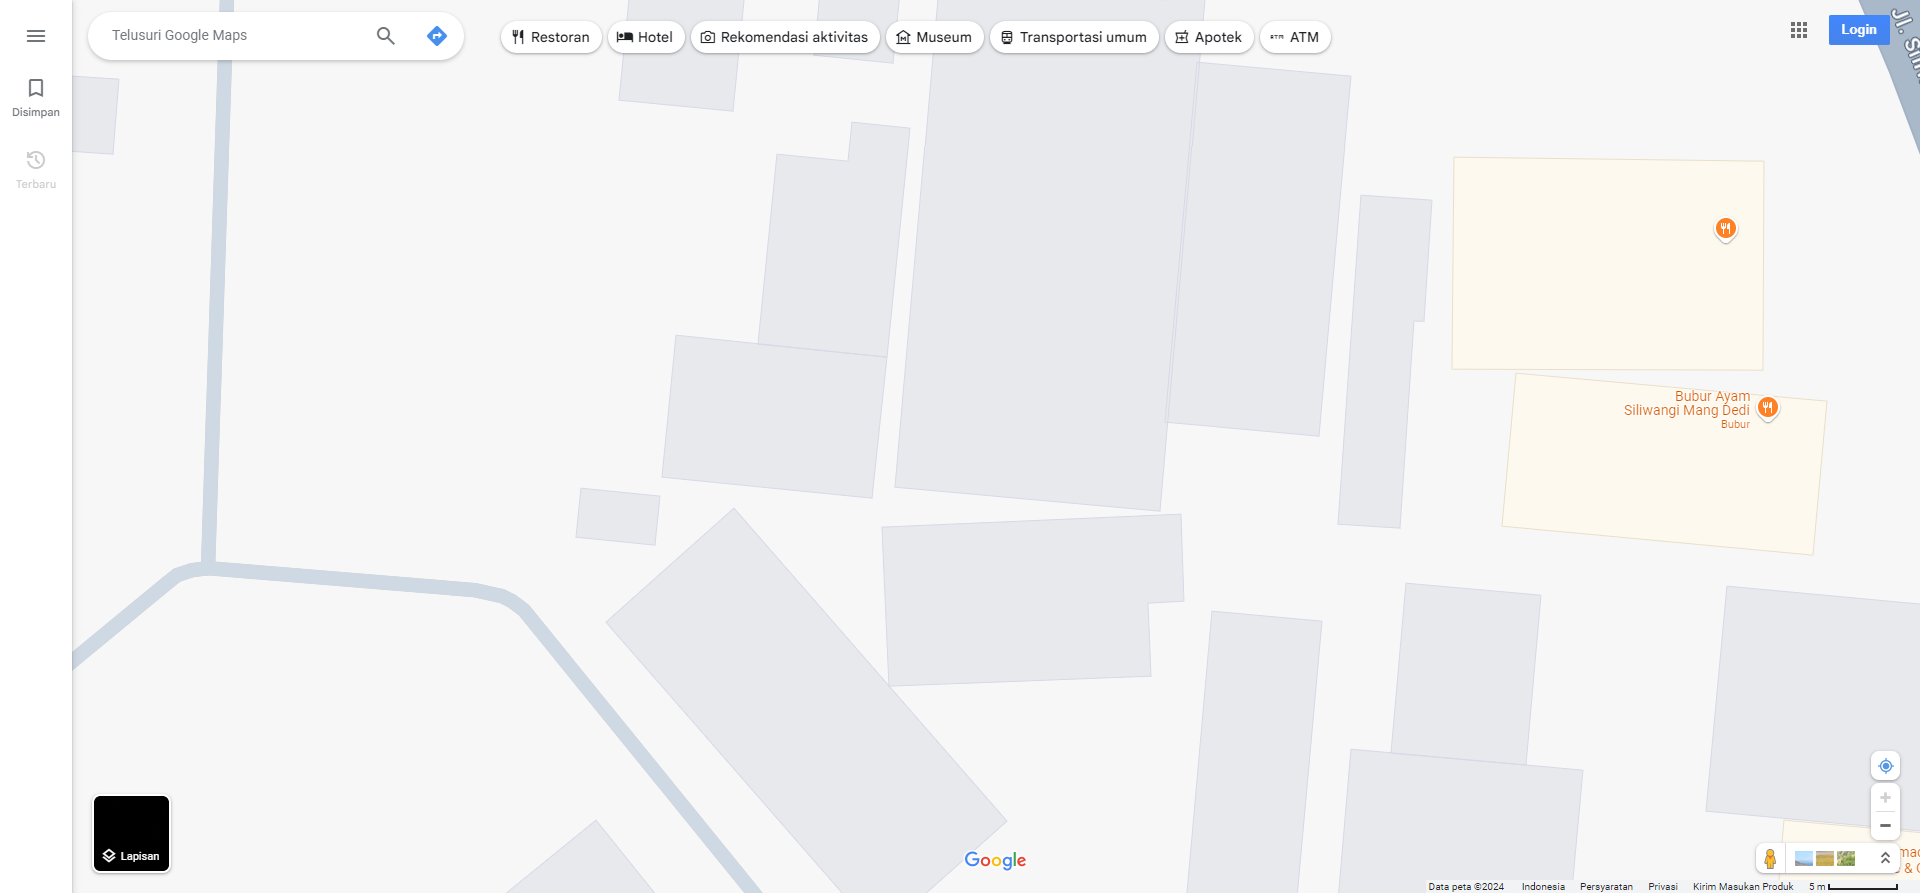 Telusuri Google Maps
Restoran
Hotel
Rekomendasi aktivitas
Museum
Transportasi umum
Apotek
ATM
Login
Disimpan
Terbaru
Bubur Ayam
Siliwangi Mang Dedi
Bubur
Lapisan
Google
Data peta ©2024
Indonesia
Persyaratan
Privasi
Kirim Masukan Produk
5 m